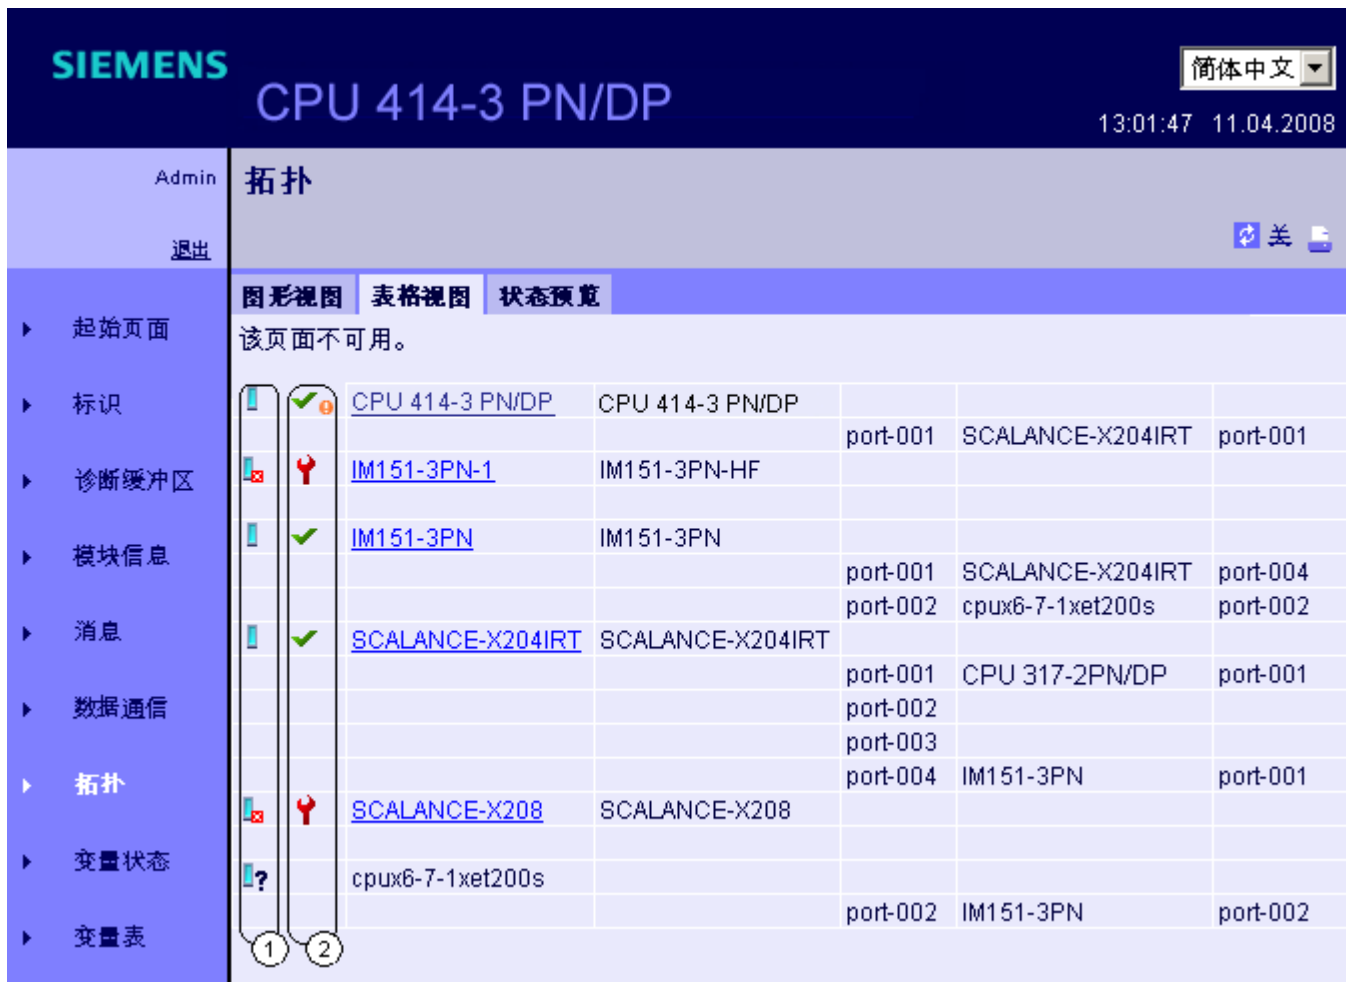 SIEMENS
CPU 414-3 PN/DP
简体中文
13:01:47 11.04.2008
Admin
退出
拓扑
关
起始页面
标识
诊断缓冲区
模块信息
消息
数据通信
拓扑
变量状态
变量表
图形视图 表格视图 状态预览
该页面不可用。
CPU 414-3 PN/DP CPU 414-3 PN/DP
port-001 SCALANCE-X204IRT port-001
IM151-3PN-1 IM151-3PN-HF
IM151-3PN IM151-3PN
port-001 SCALANCE-X204IRT port-004
port-002 cpux6-7-1xet200s port-002
SCALANCE-X204IRT SCALANCE-X204IRT
port-001 CPU 317-2PN/DP port-001
port-002
port-003
port-004 IM151-3PN port-001
SCALANCE-X208 SCALANCE-X208
? cpux6-7-1xet200s
port-002 IM151-3PN port-002
1 2